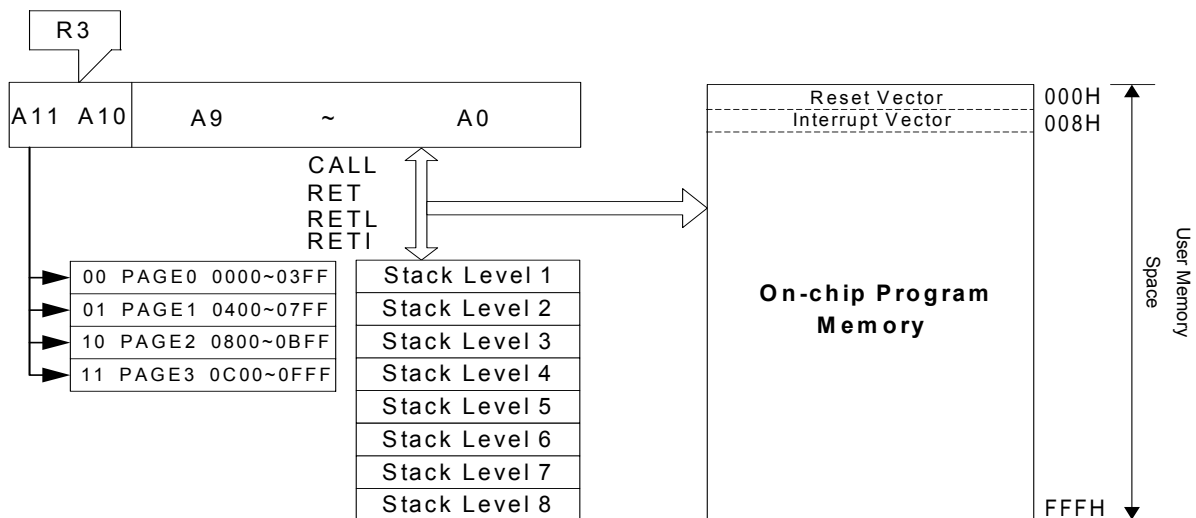 R3
A11 A10 A9 ~ A0
CALL
RET
RETL
RETI
00 PAGE0 0000~03FF
01 PAGE1 0400~07FF
10 PAGE2 0800~0BFF
11 PAGE3 0C00~0FFF
Stack Level 1
Stack Level 2
Stack Level 3
Stack Level 4
Stack Level 5
Stack Level 6
Stack Level 7
Stack Level 8
Reset Vector
Interrupt Vector
On-chip Program
Memory
000H
008H
FFFH
User Memory
Space